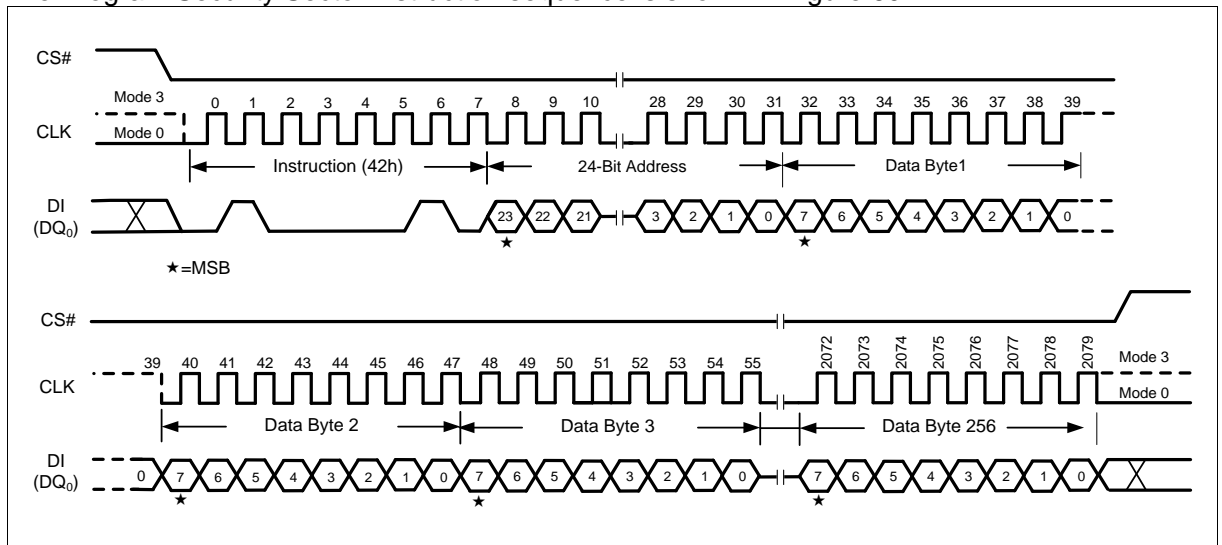 CS#
Mode 3
0 1 2 3 4 5 6 7 8 9 10 28 29 30 31 32 33 34 35 36 37 38 39
CLK
Mode 0
Instruction (42h) 24-Bit Address Data Byte1
DI
(DQ0)
23 22 21 3 2 1 0 7 6 5 4 3 2 1 0
★ ★
★=MSB
CS#
39 40 41 42 43 44 45 46 47 48 49 50 51 52 53 54 55 2072 2073 2074 2075 2076 2077 2078 2079
Mode 3
CLK
Mode 0
Data Byte 2 Data Byte 3 Data Byte 256
DI
(DQ0)
0 7 6 5 4 3 2 1 0 7 6 5 4 3 2 1 0 7 6 5 4 3 2 1 0
★ ★ ★